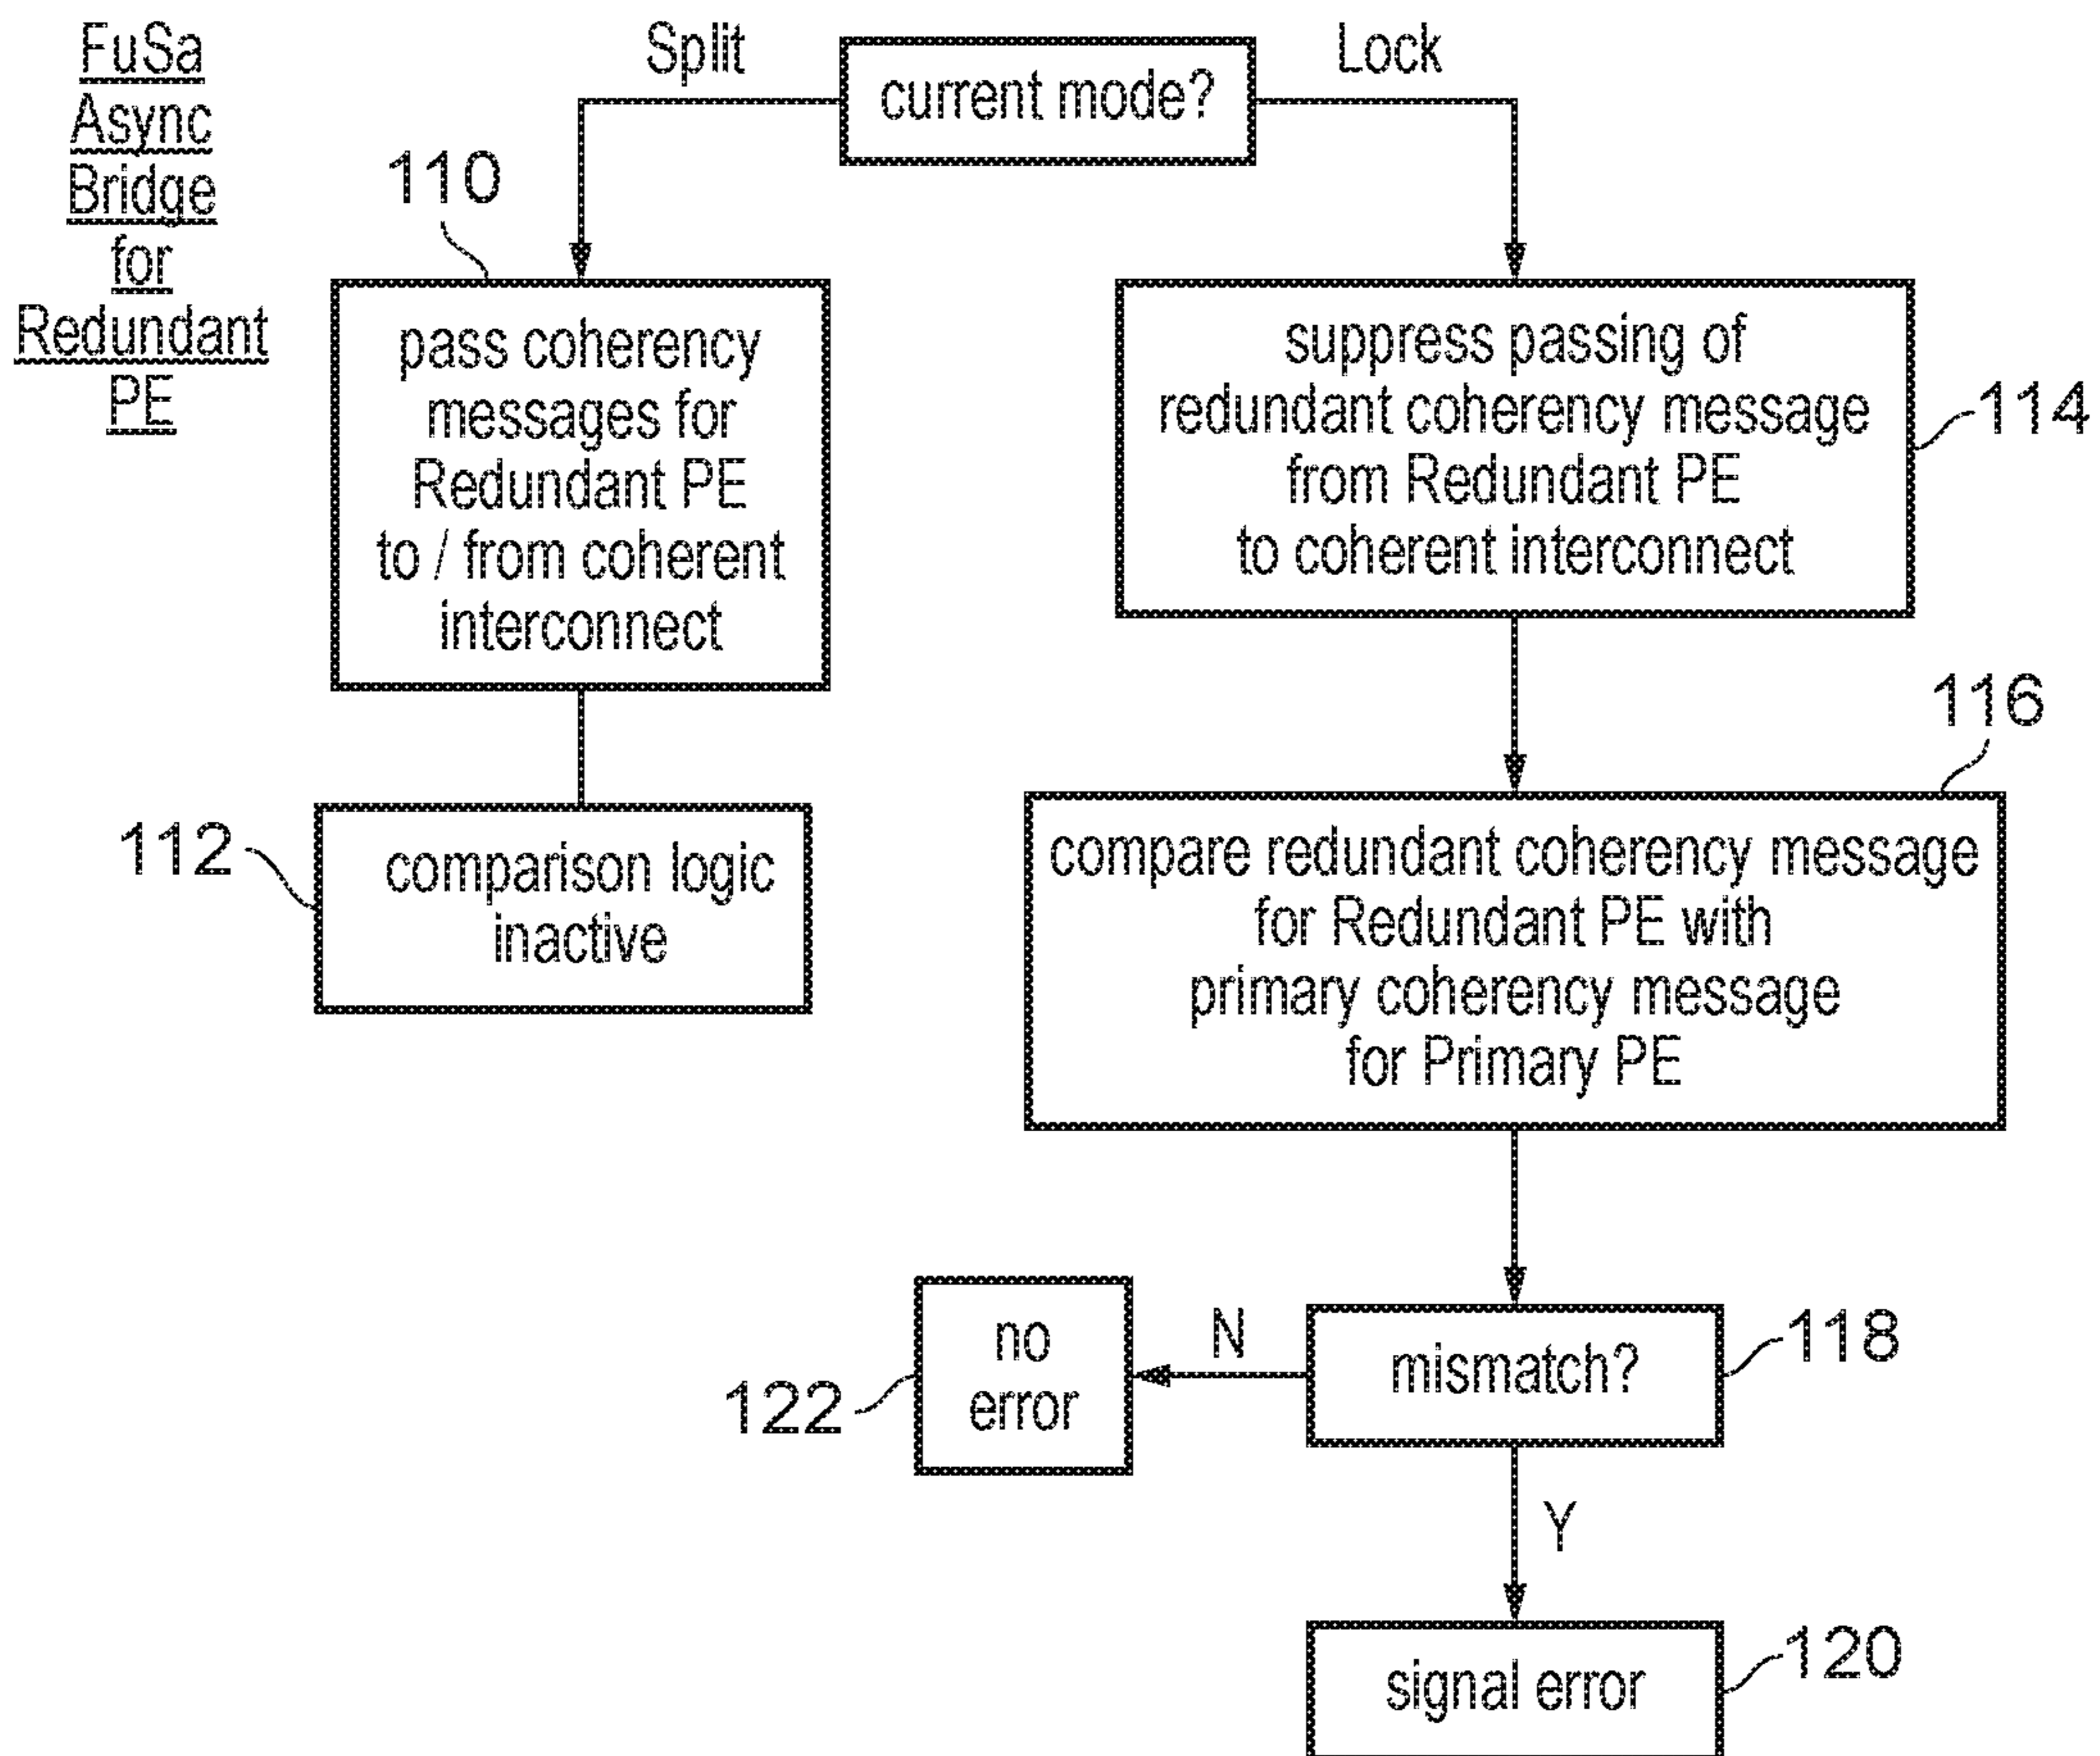 FuSa
Async
Bridge
for
Redundant
PE
Split
current mode?
Lock
110
pass coherency
messages for
Redundant PE
to / from coherent
interconnect
112
comparison logic
inactive
suppress passing of
redundant coherency message
from Redundant PE
to coherent interconnect
114
116
compare redundant coherency message
for Redundant PE with
primary coherency message
for Primary PE
mismatch?
118
N
no
error
122
Y
signal error
120